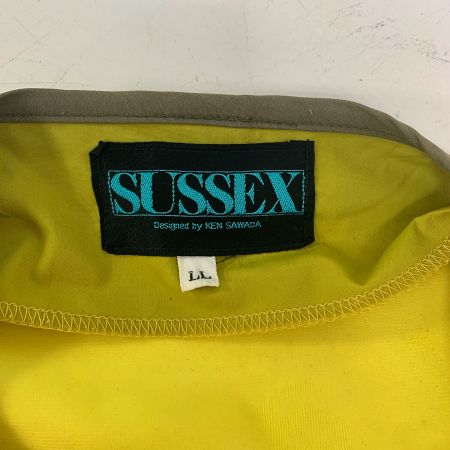 SUSSEX
Designed by KEN SAWADA
LL